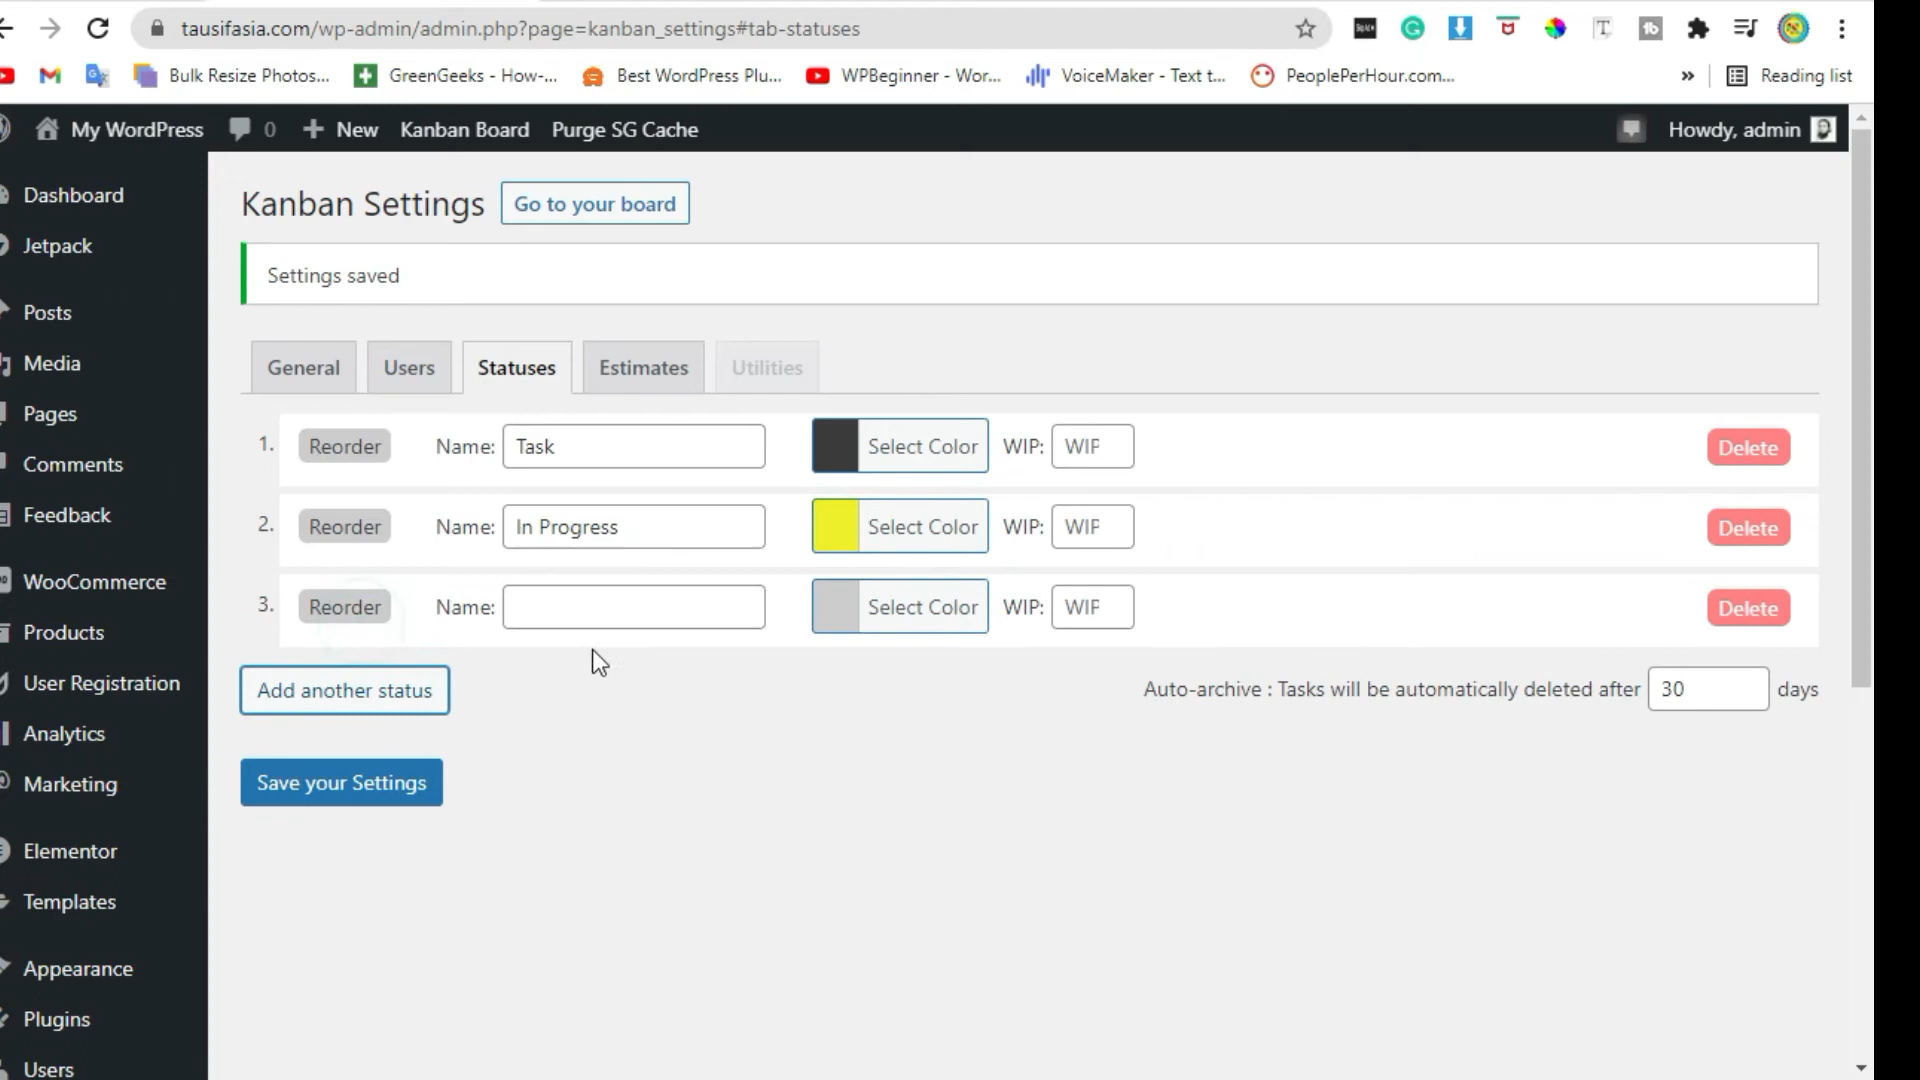 tausifasia.com/wp-admin/admin.php?page=kanban_settings#tab-statuses
Bulk Resize Photos... GreenGeeks - How-... Best WordPress Plu... WPBeginner - Wor... VoiceMaker - Text t... PeoplePerHour.com... » Reading list
My WordPress 0 New Kanban Board Purge SG Cache Howdy, admin
Dashboard
Jetpack
Posts
Media
Pages
Comments
Feedback
WooCommerce
Products
User Registration
Analytics
Marketing
Elementor
Templates
Appearance
Plugins
Users
Kanban Settings Go to your board
Settings saved
General Users Statuses Estimates Utilities
1. Reorder Name: Task Select Color WIP: WIP Delete
2. Reorder Name: In Progress Select Color WIP: WIP Delete
3. Reorder Name: Select Color WIP: WIP Delete
Add another status Auto-archive : Tasks will be automatically deleted after 30 days
Save your Settings